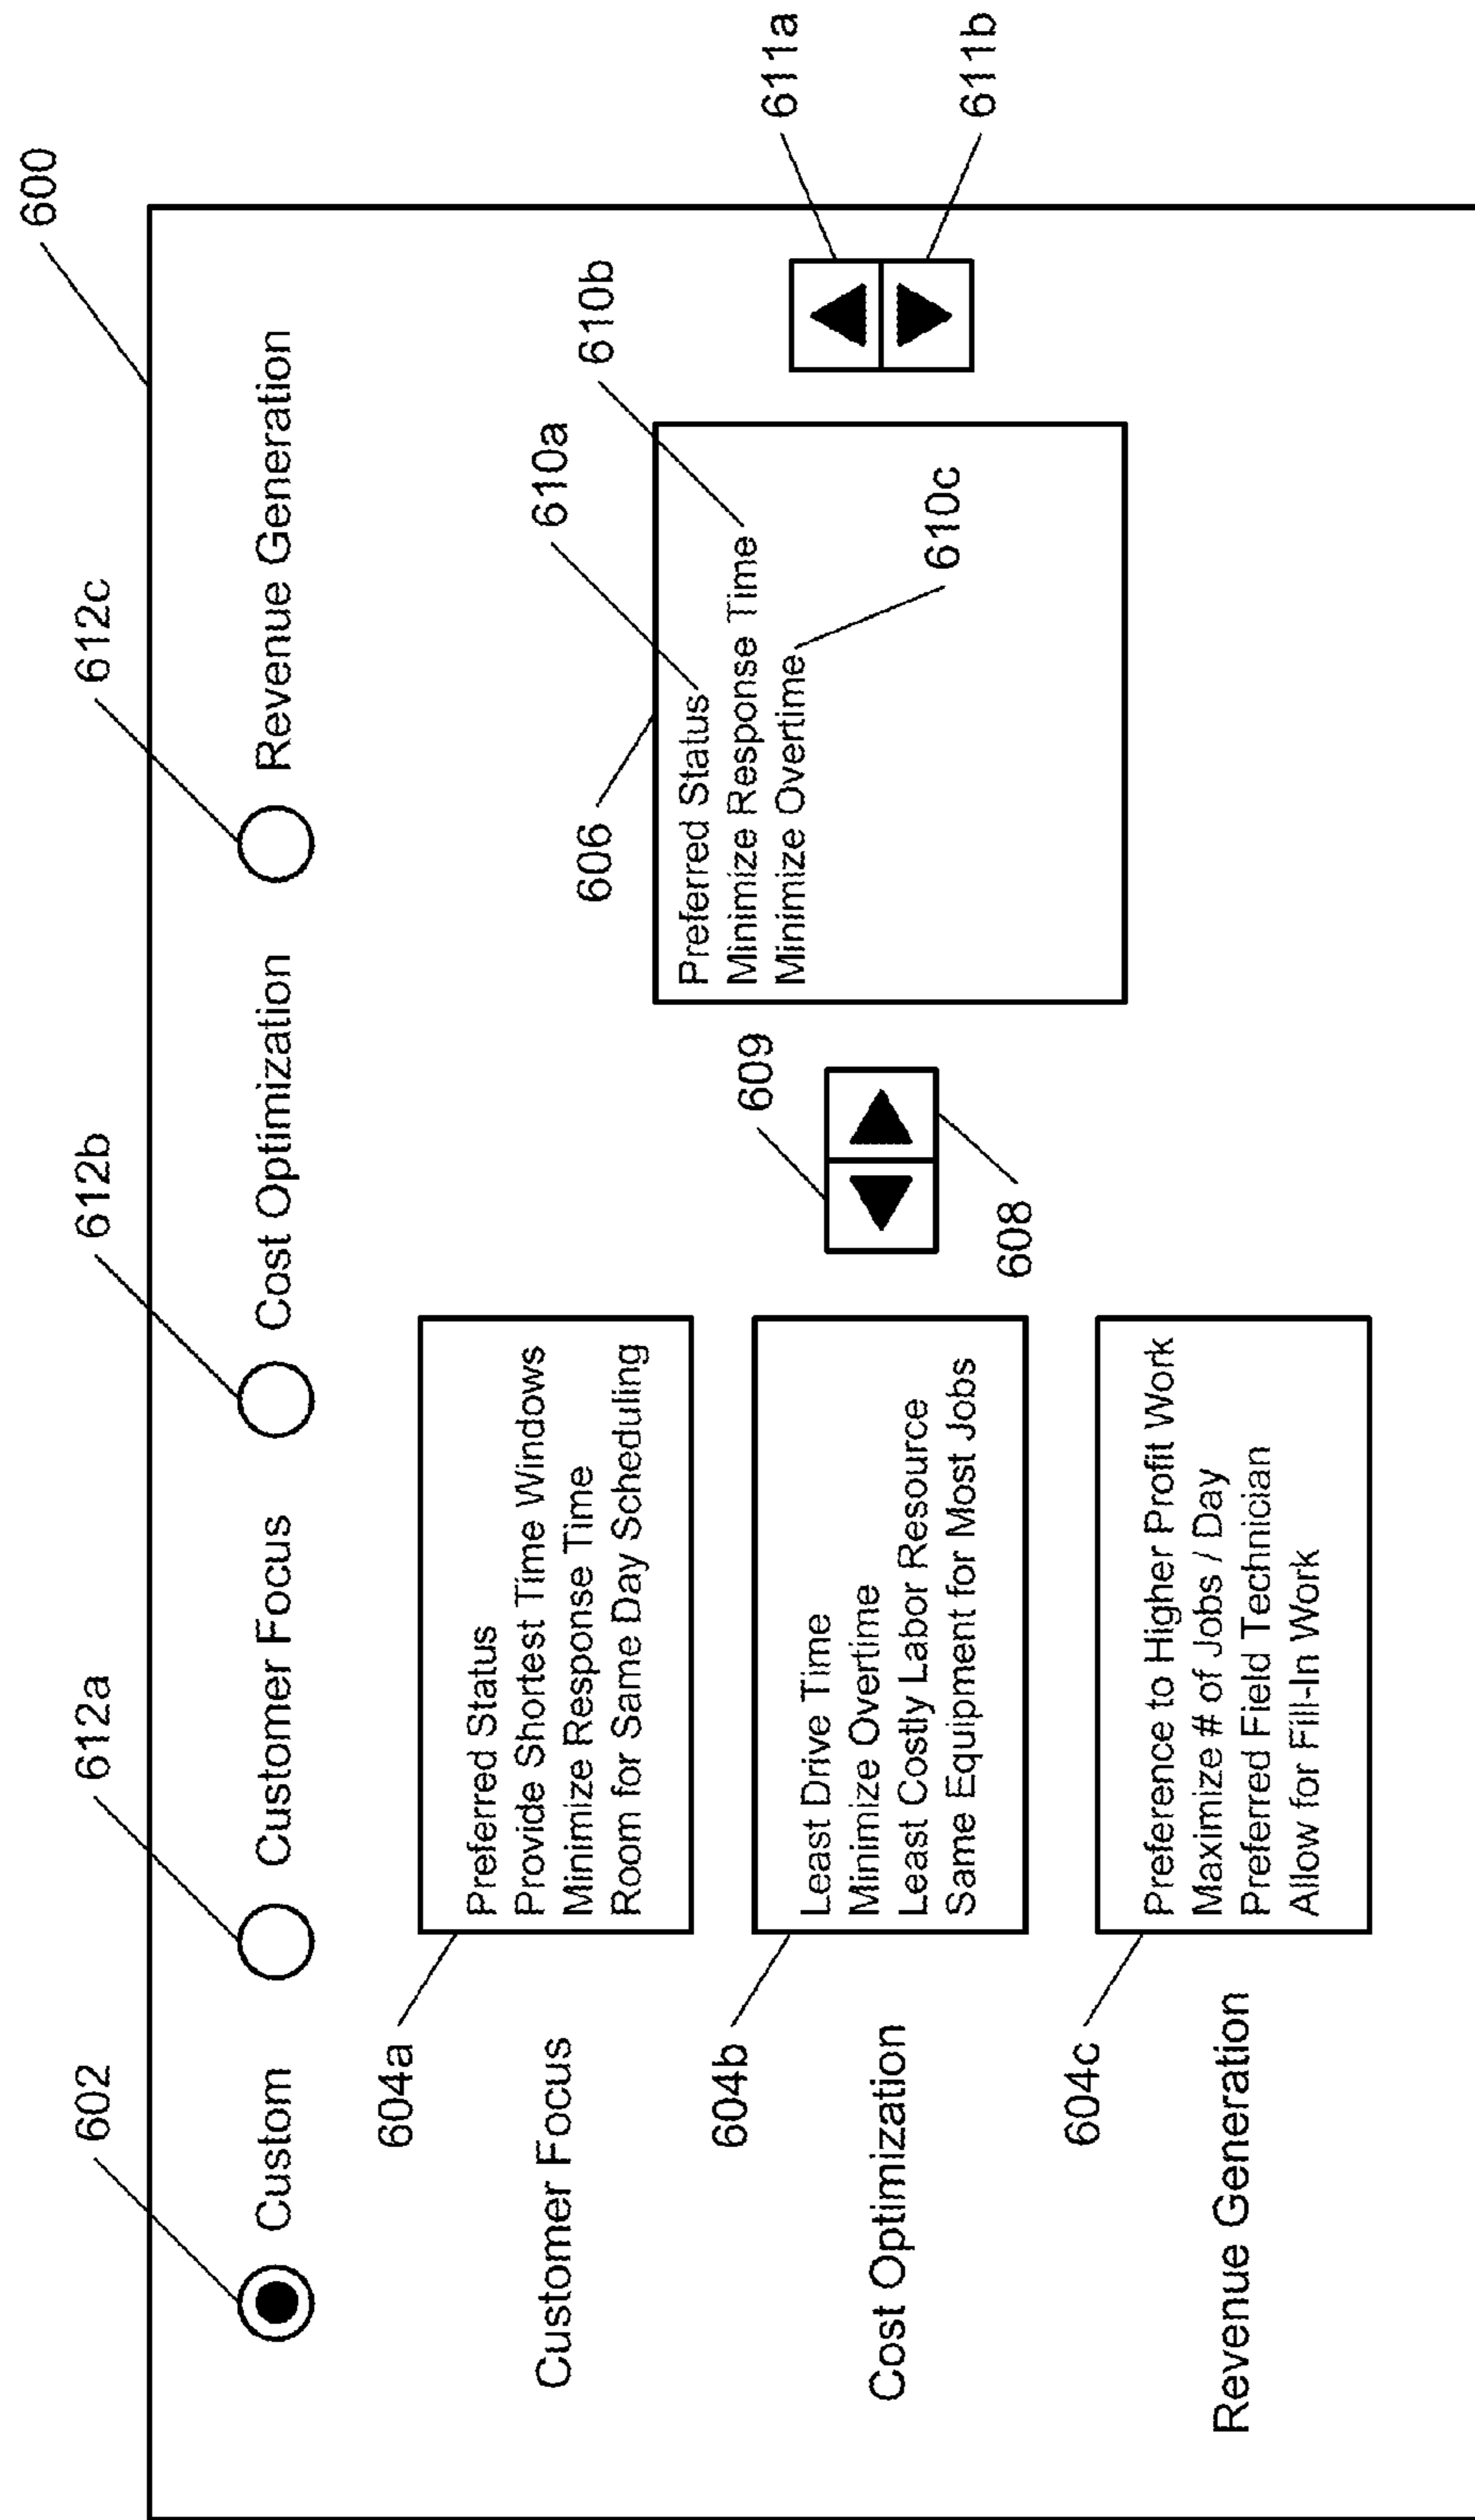 600
602
612a
612b
612c
Custom
Customer Focus
Cost Optimization
Revenue Generation
604a
Customer Focus
Preferred Status
Provide Shortest Time Windows
Minimize Response Time
Room for Same Day Scheduling
604b
Cost Optimization
Least Drive Time
Minimize Overtime
Least Costly Labor Resource
Same Equipment for Most Jobs
604c
Revenue Generation
Preference to Higher Profit Work
Maximize # of Jobs / Day
Preferred Field Technician
Allow for Fill-In Work
609
608
606
610a
610b
Preferred Status
Minimize Response Time
Minimize Overtime
610c
611a
611b